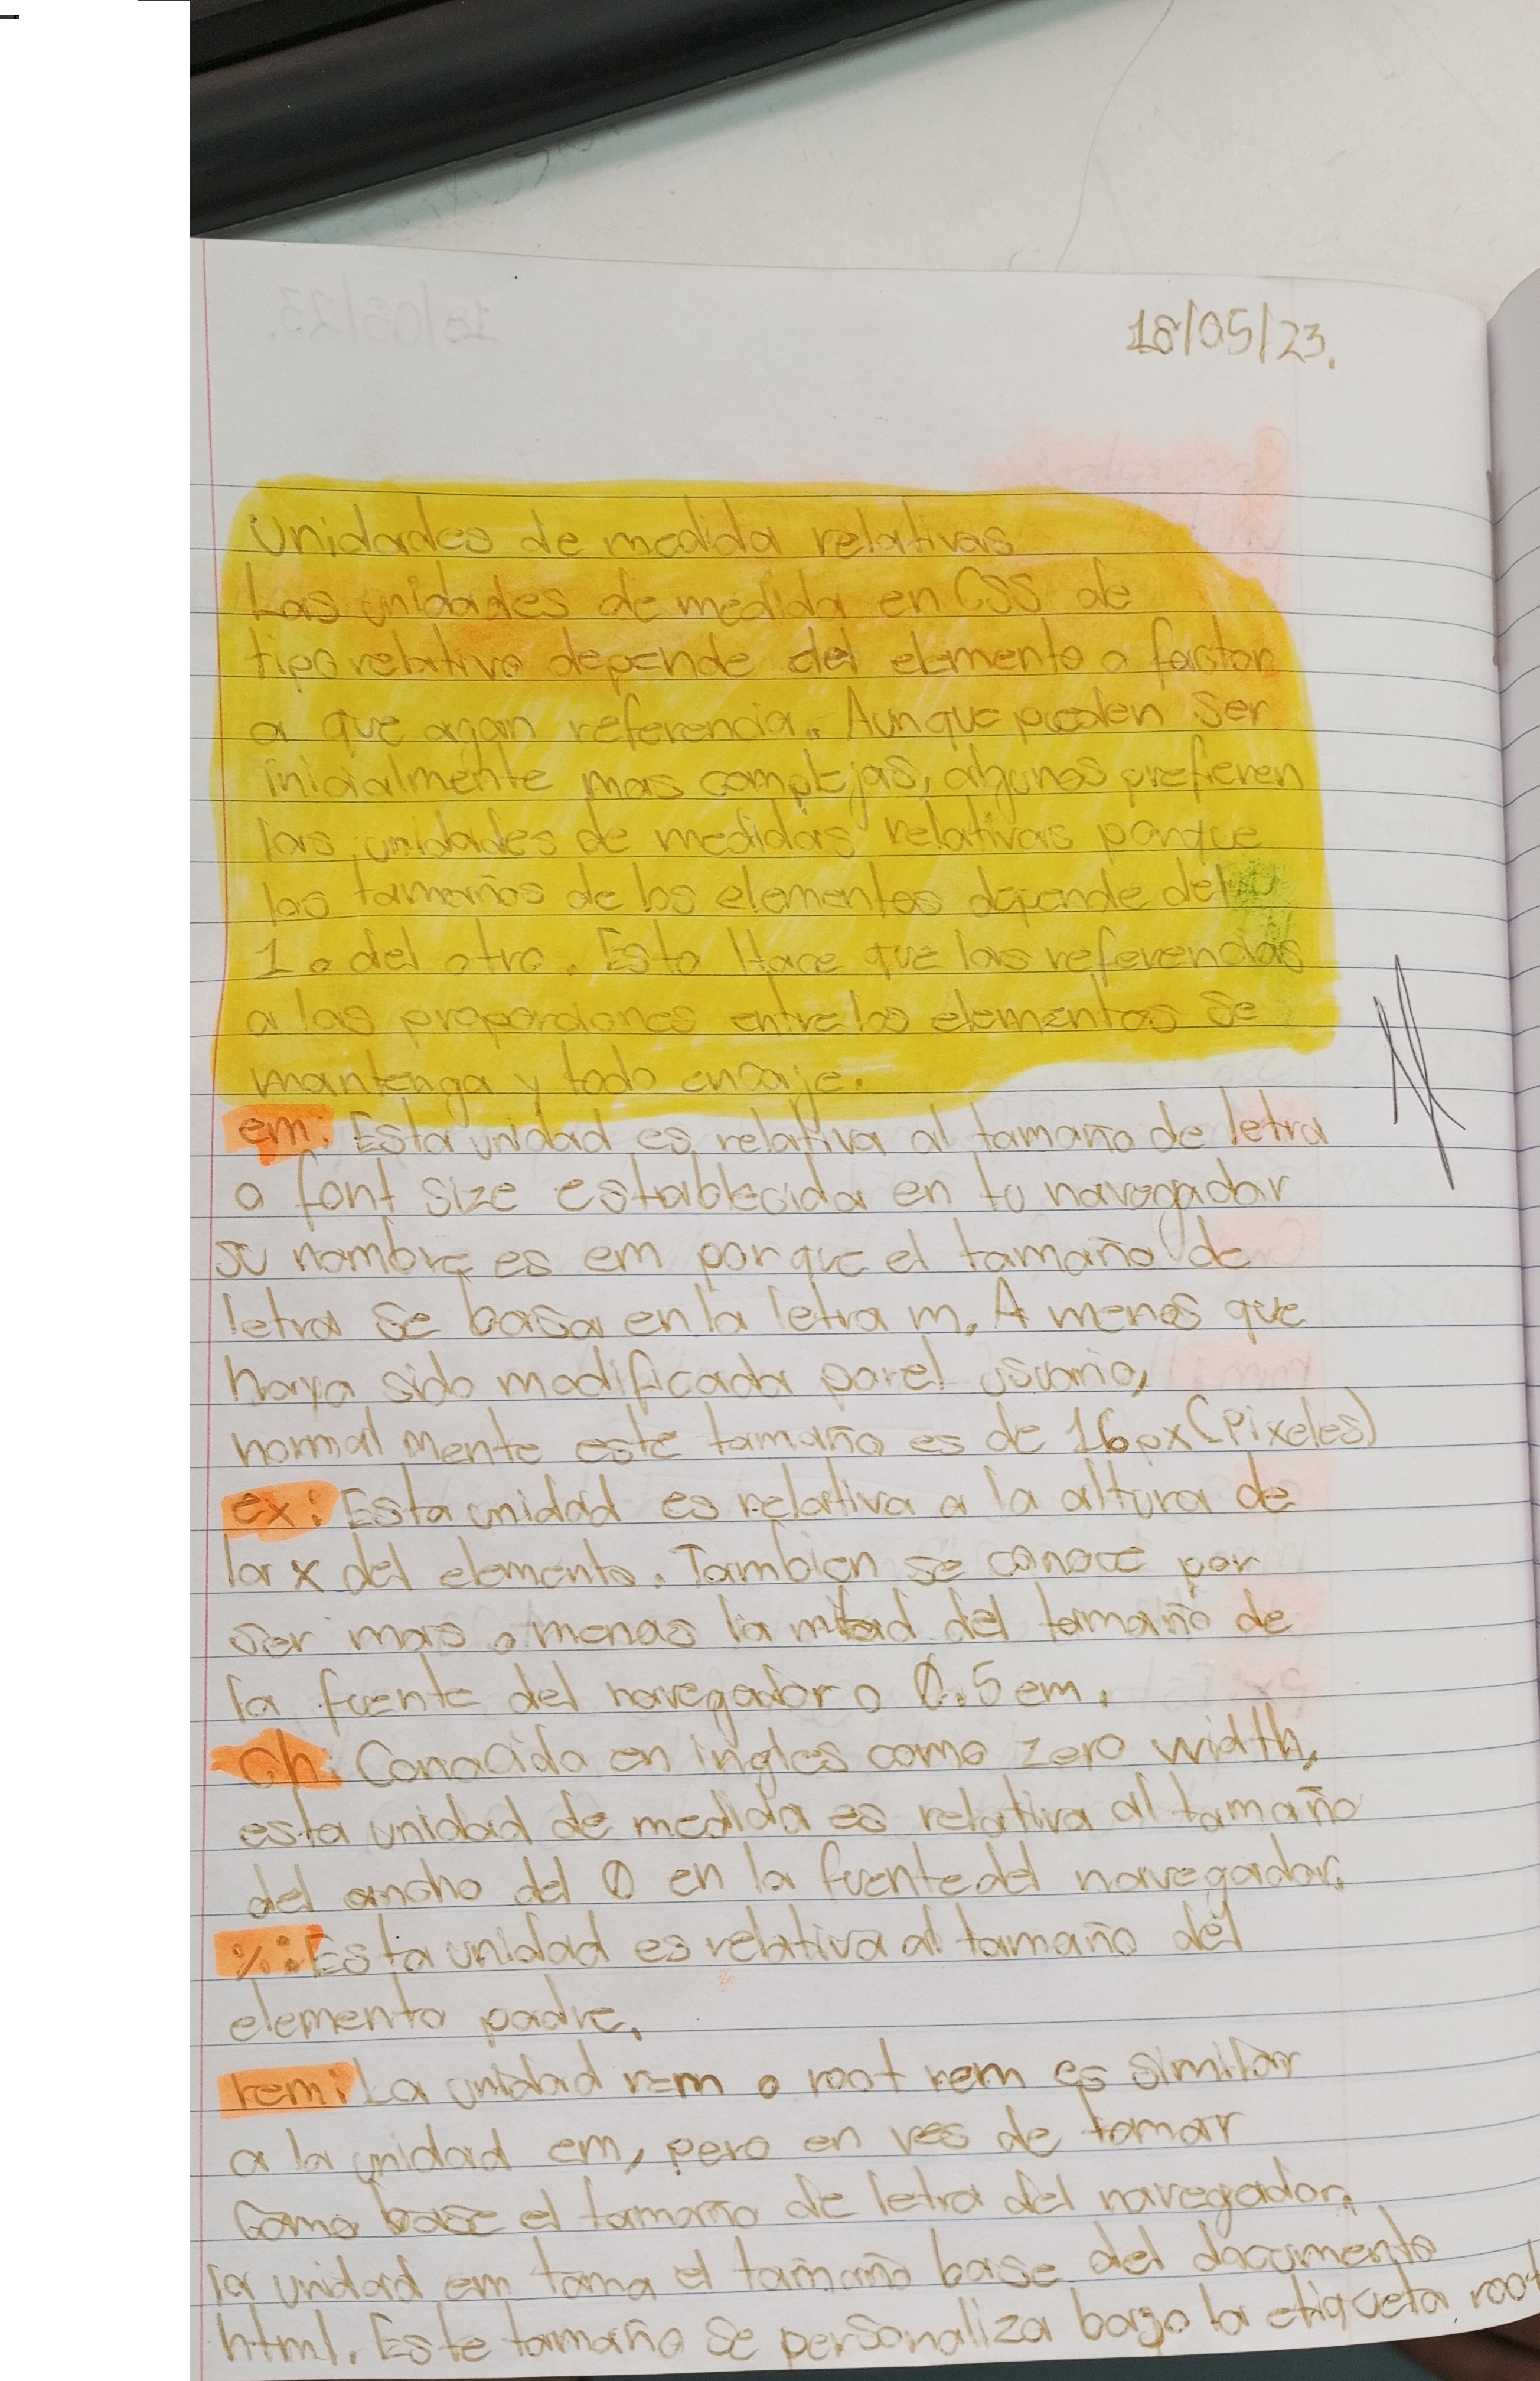 18/05/23.
Unidades de medida relativas
Las unidades de medida en CSS de
tipo relativo depende del elemento o factor
a que agan referencia. Aunque pueden ser
inicialmente mas complejas, algunos prefieren
las unidades de medidas relativas porque
los tamaños de los elementos depende del
1 o del otro. Esto Hace que las referencias
a las proporciones entre los elementos se
mantenga y todo encaje.
em: Esta unidad es relativa al tamaño de letra
o font size establecida en tu navegador
su nombre es em porque el tamaño de
letra se basa en la letra m. A menos que
haya sido modificada por el usuario,
normal mente este tamaño es de 16px (Pixeles)
ex: Esta unidad es relativa a la altura de
la x del elemento. Tambien se conoce por
ser mas o menos la mitad del tamaño de
la fuente del navegador o 0.5 em.
ch: Conocida en ingles como zero width,
esta unidad de medida es relativa al tamaño
del ancho del 0 en la fuente del navegador.
%: Esta unidad es relativa al tamaño del
elemento padre.
rem: La unidad rem o root rem es similar
a la unidad em, pero en ves de tomar
Como base el tamaño de letra del navegador,
la unidad em toma el tamaño base del documento
html. Este tamaño se personaliza bajo la etiqueta root